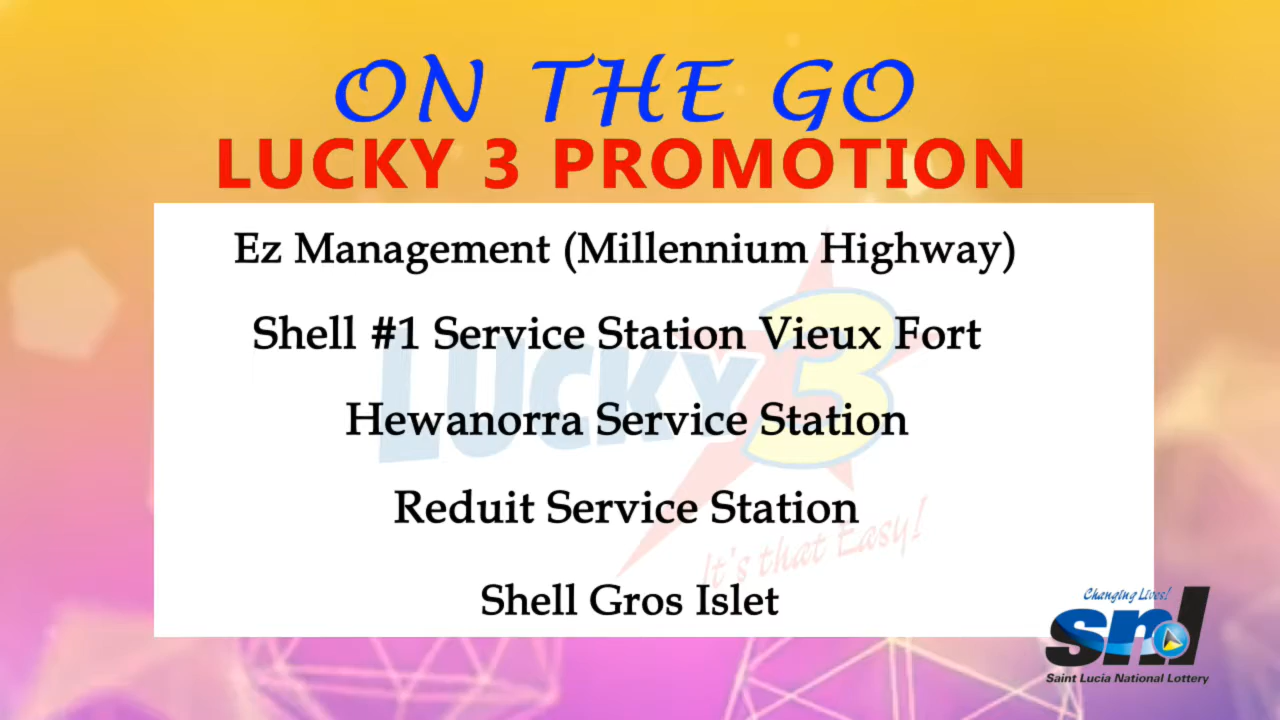 ON THE GO
LUCKY 3 PROMOTION
Ez Management (Millennium Highway)
Shell #1 Service Station Vieux Fort
LUCKY 3
Hewanorra Service Station
Reduit Service Station
It's that Easy!
Shell Gros Islet
Changing Lives!
snl
Saint Lucia National Lottery